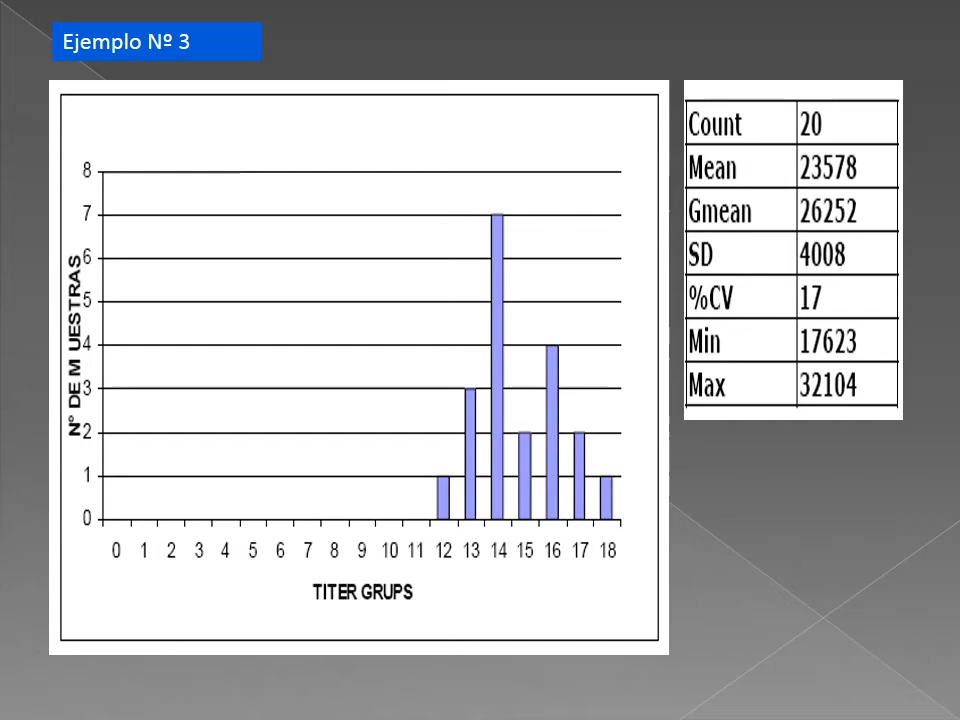 Ejemplo Nº 3
8
7
6
5
4
3
2
1
0
Nº DE M UESTRAS
0 1 2 3 4 5 6 7 8 9 10 11 12 13 14 15 16 17 18
TITER GRUPS
Count 20
Mean 23578
Gmean 26252
SD 4008
%CV 17
Min 17623
Max 32104